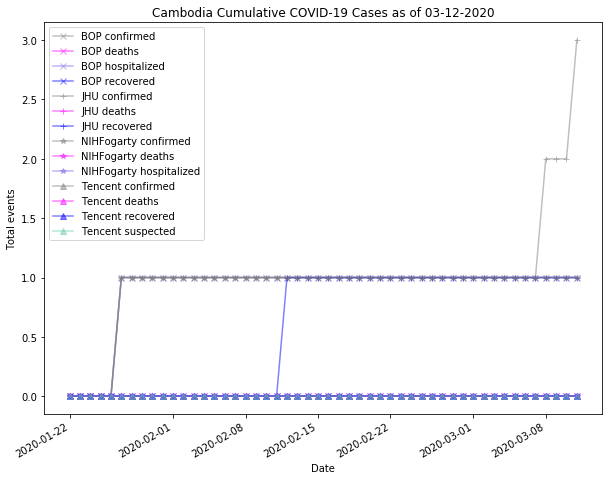 Cambodia Cumulative COVID-19 Cases as of 03-12-2020
BOP confirmed
BOP deaths
BOP hospitalized
BOP recovered
JHU confirmed
JHU deaths
JHU recovered
NIHFogarty confirmed
NIHFogarty deaths
NIHFogarty hospitalized
Tencent confirmed
Tencent deaths
Tencent recovered
Tencent suspected
Total events
3.0
2.5
2.0
1.5
1.0
0.5
0.0
2020-01-22
2020-02-01
2020-02-08
2020-02-15
2020-02-22
2020-03-01
2020-03-08
Date